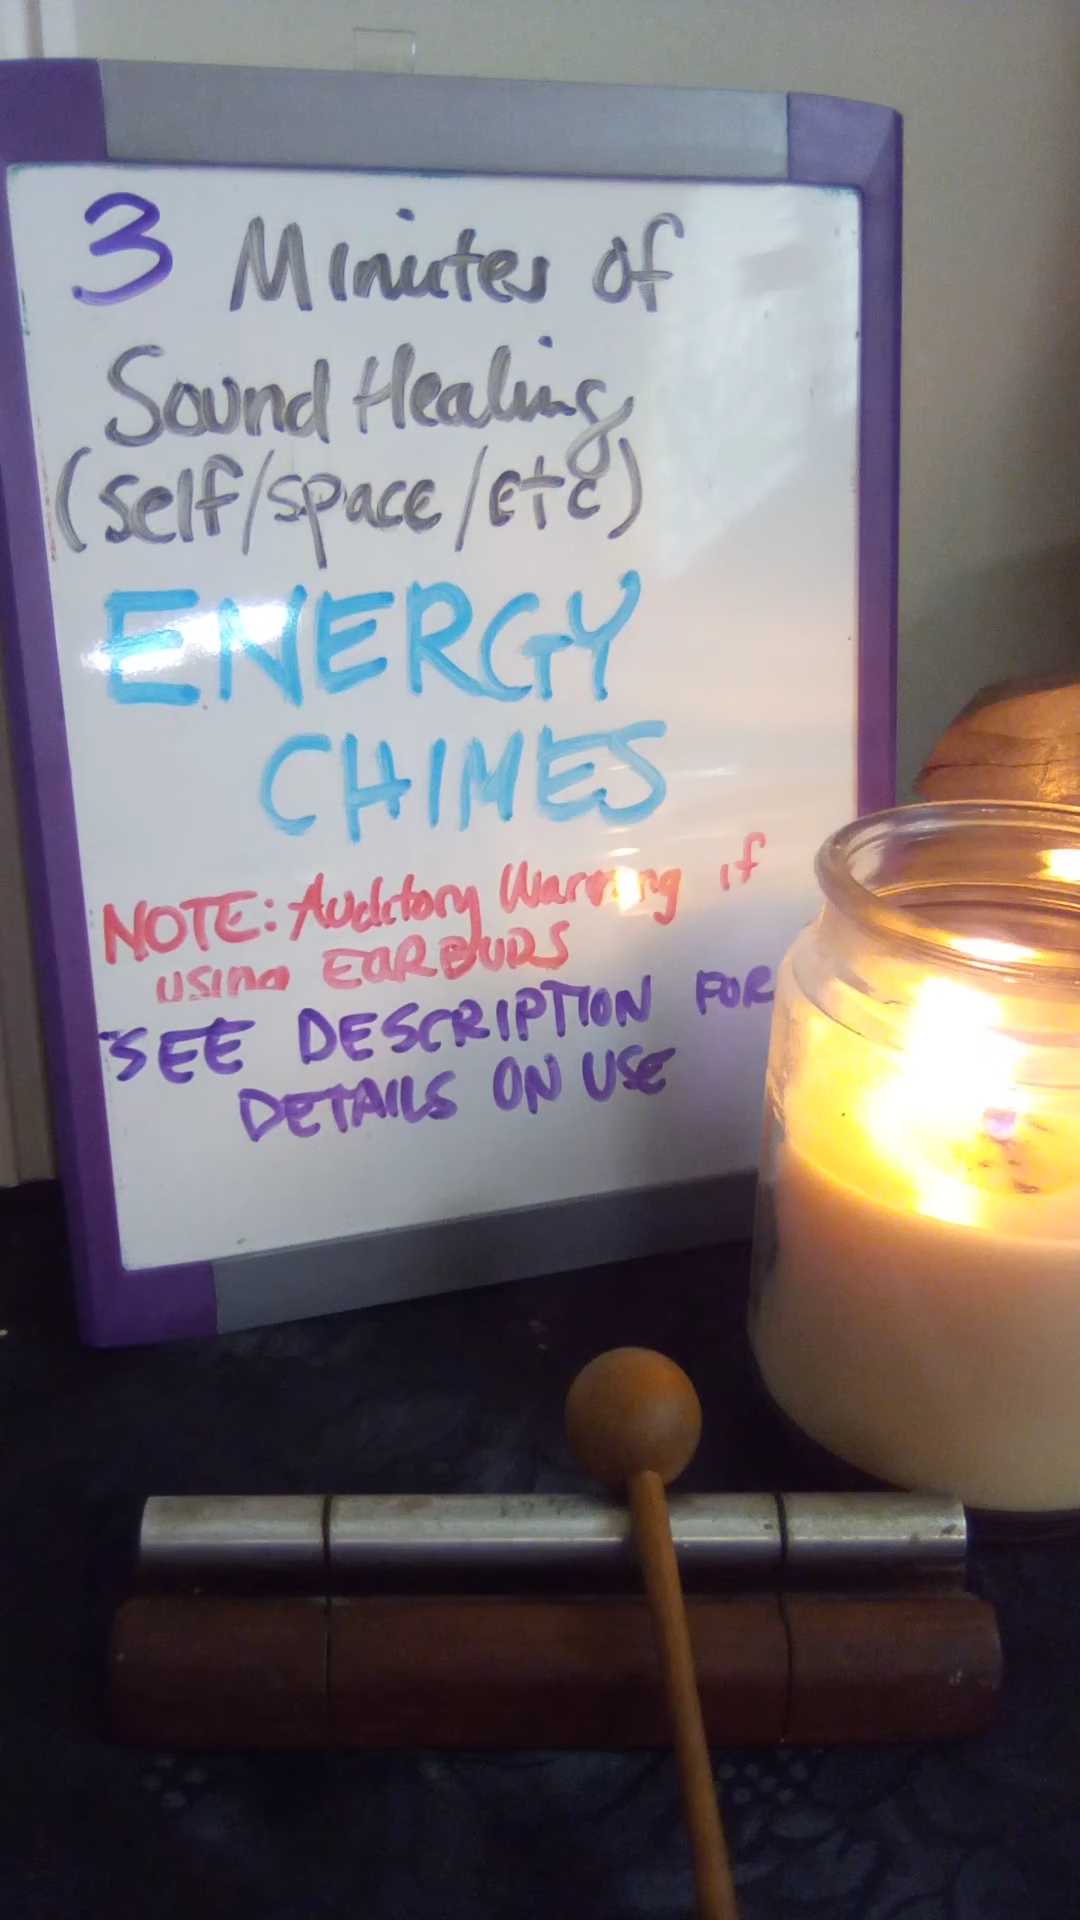 3 Minutes of
Sound Healing
(self/space/etc)
ENERGY
CHIMES
NOTE: Auditory Warning if
using EARBUDS
SEE DESCRIPTION FOR
DETAILS ON USE